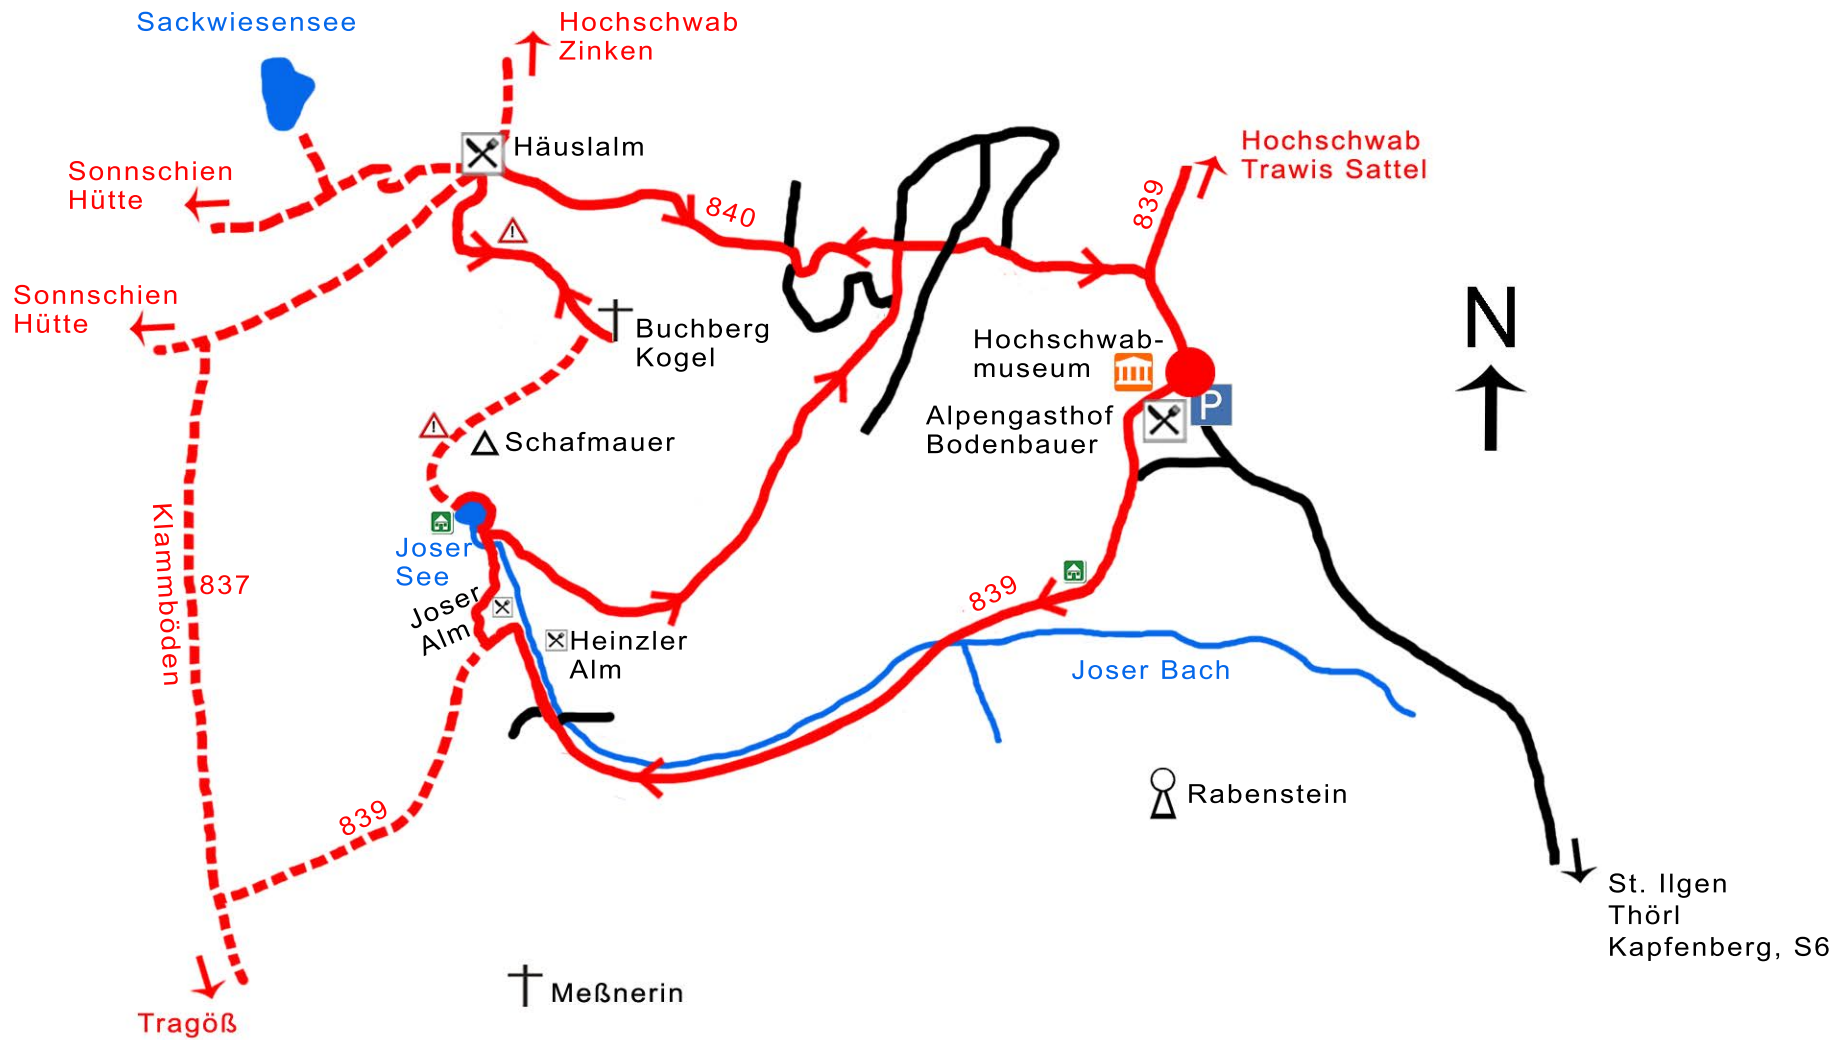 Sackwiesensee
Hochschwab
Zinken
Häuslalm
Hochschwab
Trawis Sattel
Sonnschien
Hütte
839
840
Sonnschien
Hütte
N
Buchberg
Kogel
Hochschwab-
museum
P
Alpengasthof
Bodenbauer
Schafmauer
Joser
See
Klammböden
837
Joser
Alm
839
Heinzler
Alm
Joser Bach
Rabenstein
839
St. Ilgen
Thörl
Kapfenberg, S6
Meßnerin
Tragöß